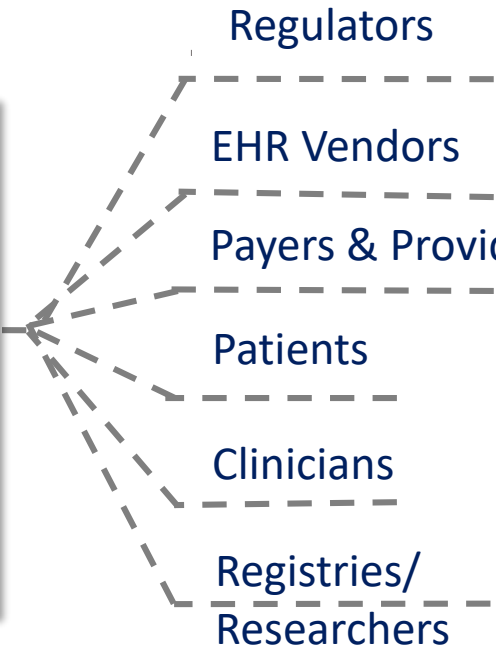 Regulators
EHR Vendors
Payers &
Patients
Clinicians
Registries/
Researchers